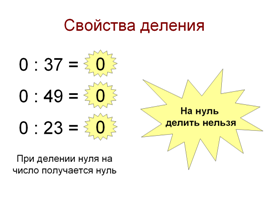 Свойства деления
0 : 37 = 0
0 : 49 = 0
0 : 23 = 0
При делении нуля на
число получается нуль
На нуль
делить нельзя